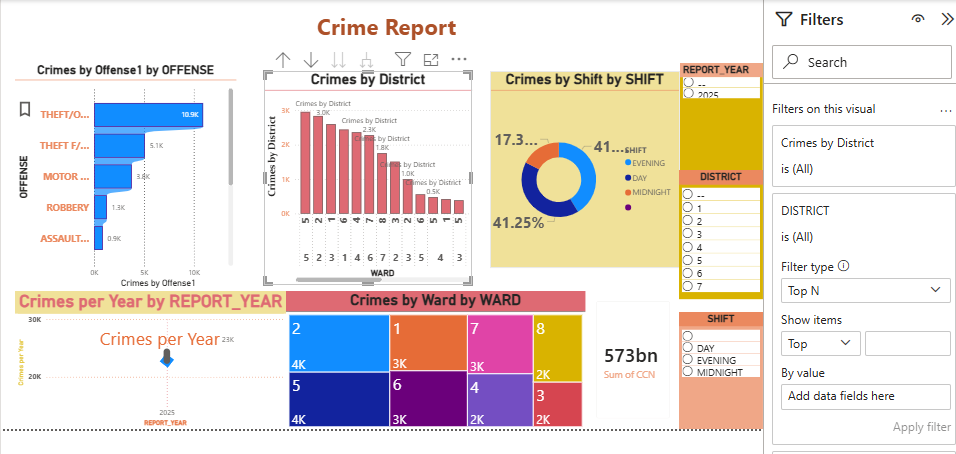 Crime Report
Crimes by Offense1 by OFFENSE
OFFENSE
THEFT/O...
10.9K
THEFT F/...
5.1K
MOTOR ...
3.8K
ROBBERY
1.3K
ASSAULT...
0.9K
0K
5K
10K
Crimes by Offense1
Crimes by District
Crimes by District
3K
2K
1K
0K
Crimes by District
3.0K
Crimes by District
2.3K
Crimes by District
1.8K
Crimes by District
1.0K
Crimes by District
0.5K
5 2 1 6 4 7 8 3 2 6 5 1 5
5 2 3 1 6 7 8 2 6 5 4 3
WARD
Crimes by Shift by SHIFT
17.3...
41....
41.25%
SHIFT
EVENING
DAY
MIDNIGHT
REPORT_YEAR
--
2025
DISTRICT
--
1
2
3
4
5
6
7
SHIFT
DAY
EVENING
MIDNIGHT
Crimes per Year by REPORT_YEAR
Crimes per Year
30K
20K
Crimes per Year
23K
2025
REPORT_YEAR
Crimes by Ward by WARD
2
4K
1
3K
7
3K
8
2K
5
4K
6
3K
4
2K
3
2K
573bn
Sum of CCN
Filters
Search
Filters on this visual
...
Crimes by District
is (All)
DISTRICT
is (All)
Filter type
Top N
Show items
Top
By value
Add data fields here
Apply filter